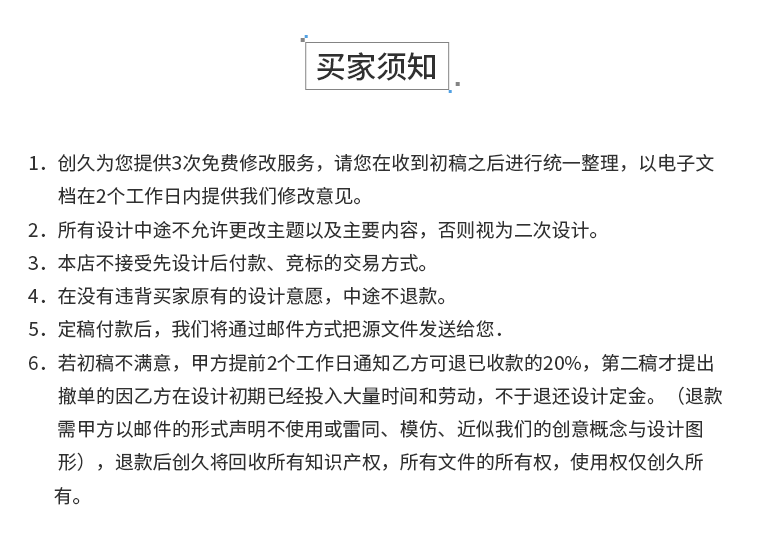 买家须知
1. 创久为您提供3次免费修改服务，请您在收到初稿之后进行统一整理，以电子文
档在2个工作日内提供我们修改意见。
2. 所有设计中途不允许更改主题以及主要内容，否则视为二次设计。
3. 本店不接受先设计后付款、竞标的交易方式。
4. 在没有违背买家原有的设计意愿，中途不退款。
5. 定稿付款后，我们将通过邮件方式把源文件发送给您.
6. 若初稿不满意，甲方提前2个工作日通知乙方可退已收款的20%，第二稿才提出
撤单的因乙方在设计初期已经投入大量时间和劳动，不于退还设计定金。（退款
需甲方以邮件的形式声明不使用或雷同、模仿、近似我们的创意概念与设计图
形），退款后创久将回收所有知识产权，所有文件的所有权，使用权仅创久所
有。